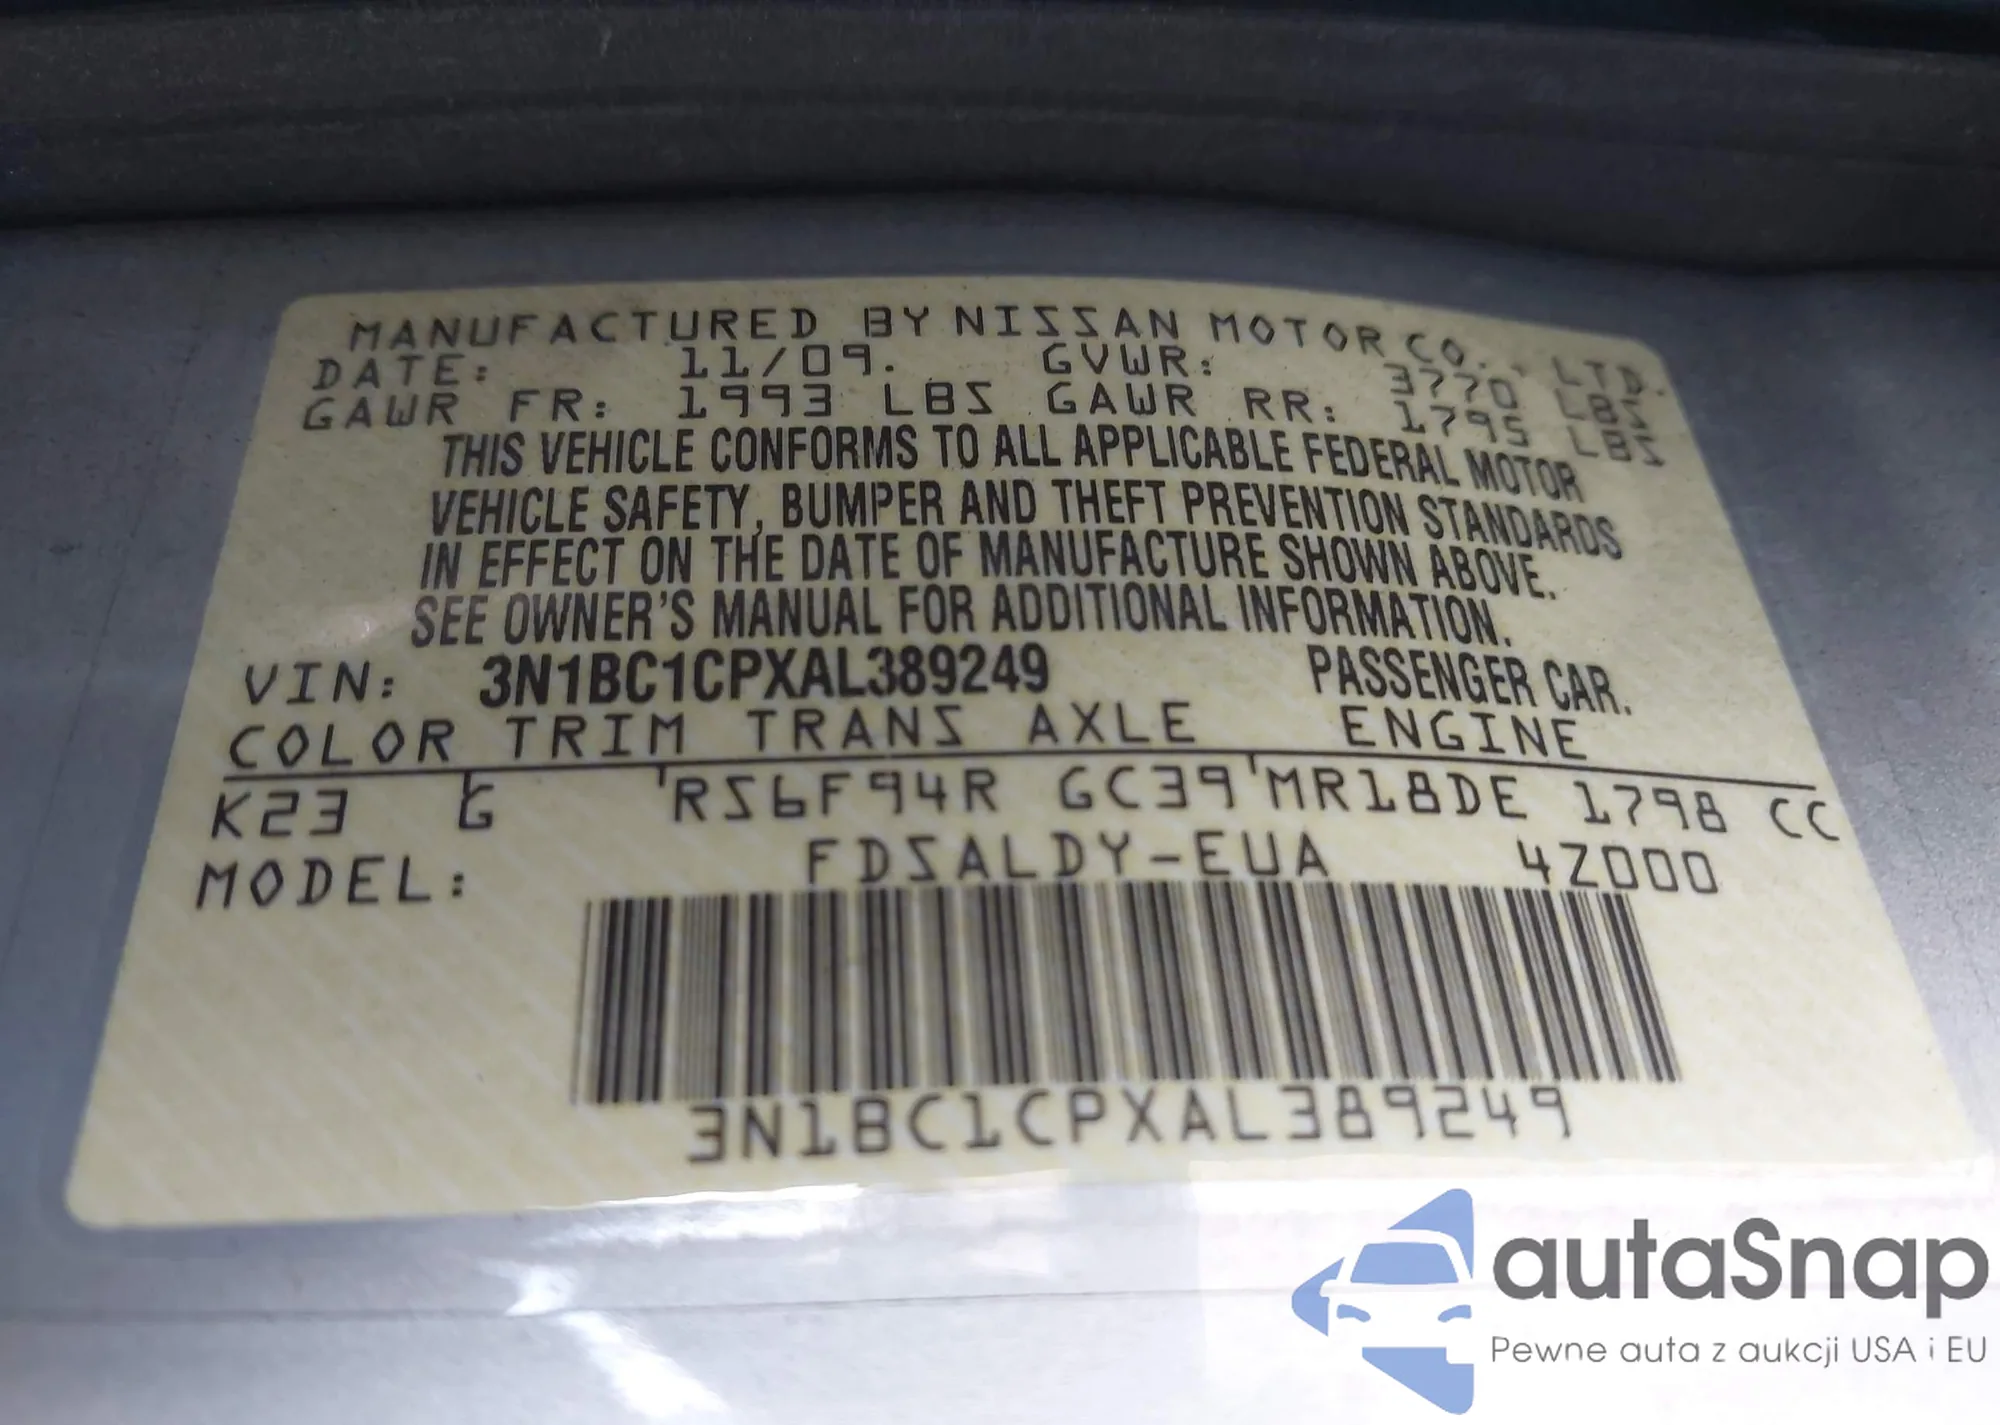 MANUFACTURED BY NISSAN MOTOR CO., LTD.
DATE: 11/09. GVWR: 3770 LBS
GAWR FR: 1993 LBS GAWR RR: 1795 LBS
THIS VEHICLE CONFORMS TO ALL APPLICABLE FEDERAL MOTOR
VEHICLE SAFETY, BUMPER AND THEFT PREVENTION STANDARDS
IN EFFECT ON THE DATE OF MANUFACTURE SHOWN ABOVE.
SEE OWNER'S MANUAL FOR ADDITIONAL INFORMATION.
VIN: 3N1BC1CPXAL389249 PASSENGER CAR.
COLOR TRIM TRANS AXLE ENGINE
K23 G RS6F94R GC39 MR18DE 1798 CC
MODEL: FDSALDY-EUA 4Z000
3N1BC1CPXAL389249
autaSnap
Pewne auta z aukcji USA i EU